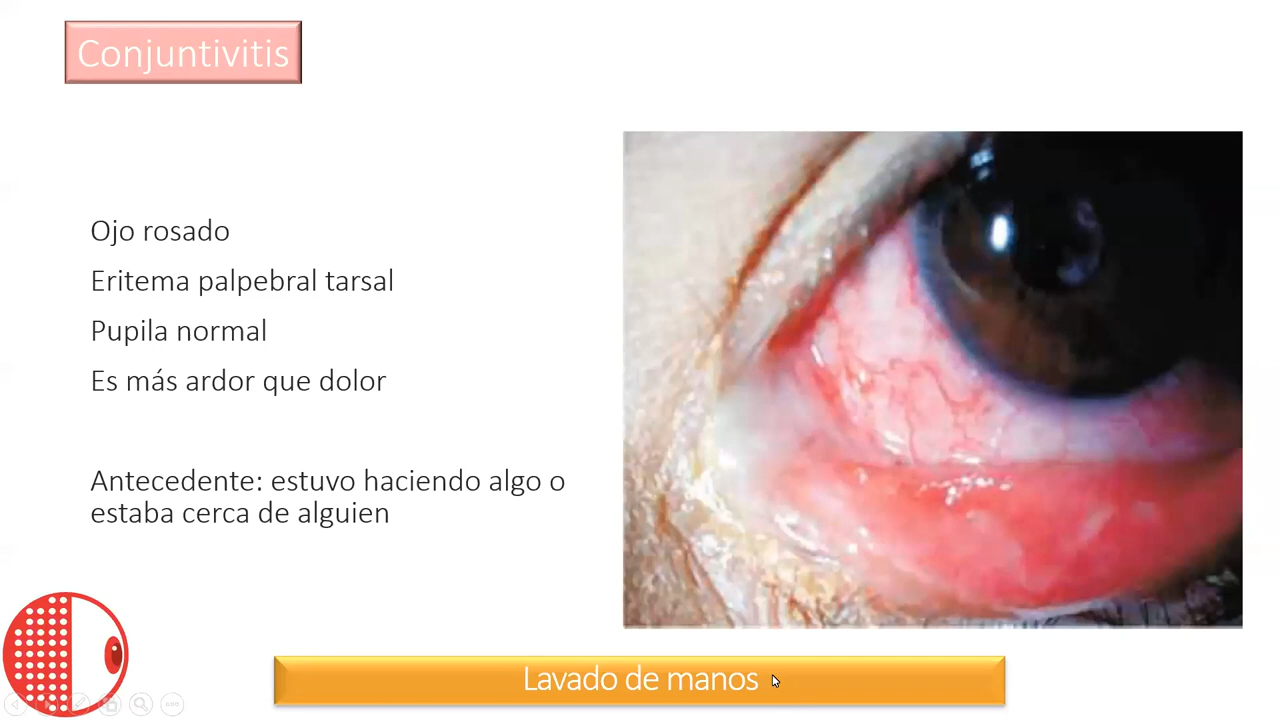 Conjuntivitis
Ojo rosado
Eritema palpebral tarsal
Pupila normal
Es más ardor que dolor
Antecedente: estuvo haciendo algo o
estaba cerca de alguien
Lavado de manos